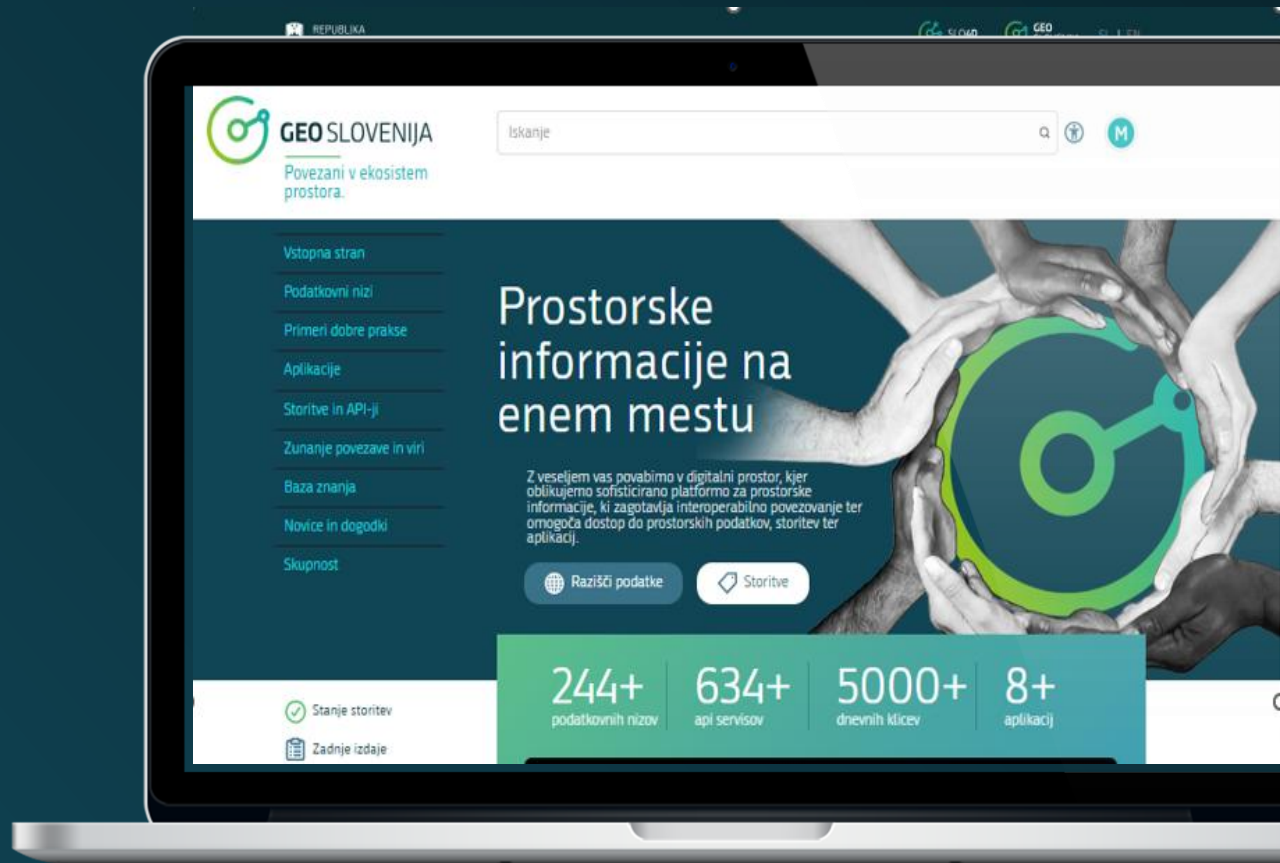 REPUBLIKA
SLO4D
GEO
SI | EN
GEO SLOVENIJA
Povezani v ekosistem
prostora.
Iskanje
M
Vstopna stran
Podatkovni nizi
Primeri dobre prakse
Aplikacije
Storitve in API-ji
Zunanje povezave in viri
Baza znanja
Novice in dogodki
Skupnost
Prostorske
informacije na
enem mestu
Z veseljem vas povabimo v digitalni prostor, kjer
oblikujemo sofisticirano platformo za prostorske
informacije, ki zagotavlja interoperabilno povezovanje ter
omogoča dostop do prostorskih podatkov, storitev ter
aplikacij.
Razišči podatke
Storitve
244+
podatkovnih nizov
634+
api servisov
5000+
dnevnih klicev
8+
aplikacij
Stanje storitev
Zadnje izdaje